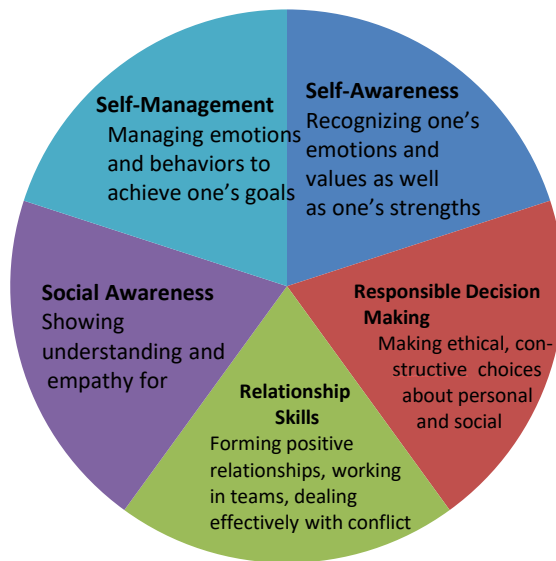 Self-Management
Managing emotions
and behaviors to
achieve one’s goals
Self-Awareness
Recognizing one’s
emotions and
values as well
as one’s strengths
Social Awareness
Showing
understanding and
empathy for
Responsible Decision
Making
Making ethical, con-
structive choices
about personal
and social
Relationship
Skills
Forming positive
relationships, working
in teams, dealing
effectively with conflict